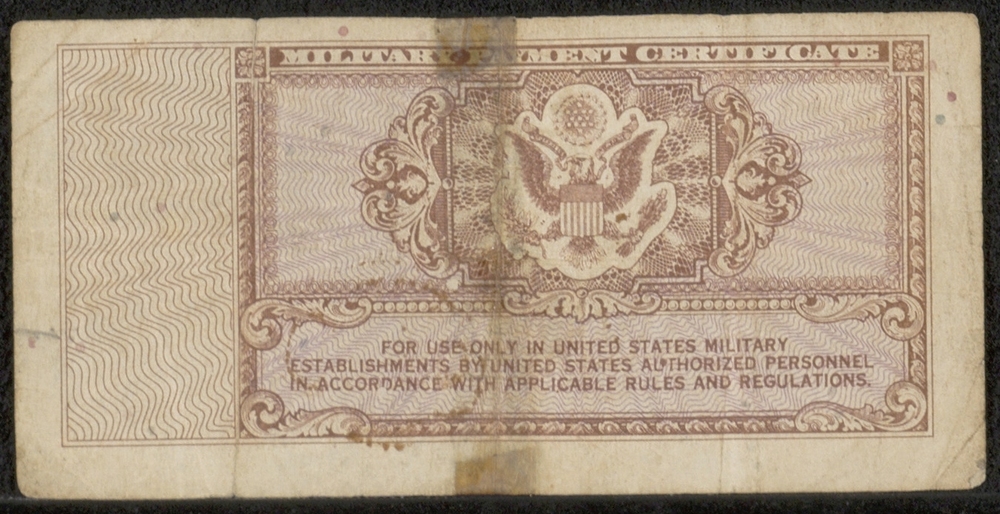 MILITARY PAYMENT CERTIFICATE
FOR USE ONLY IN UNITED STATES MILITARY
ESTABLISHMENTS BY UNITED STATES AUTHORIZED PERSONNEL
IN ACCORDANCE WITH APPLICABLE RULES AND REGULATIONS.